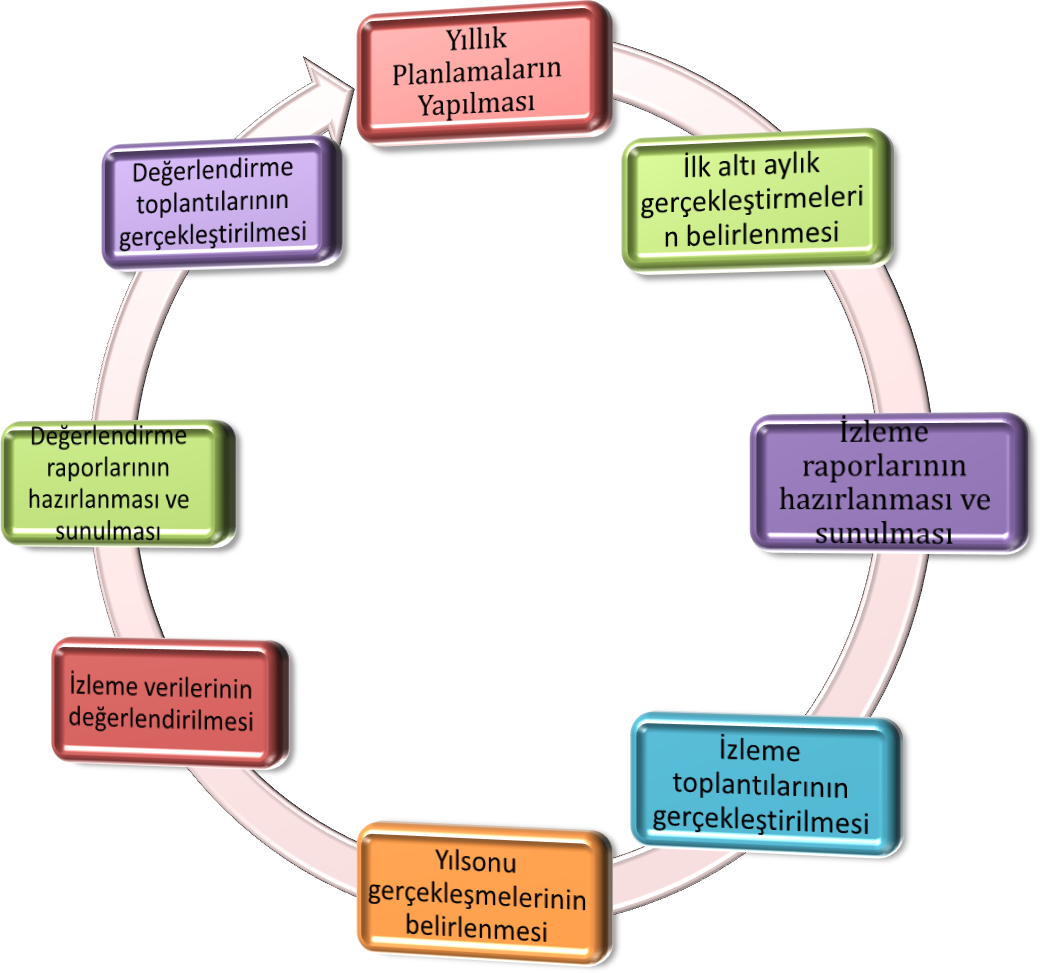 Yıllık
Planlamaların
Yapılması
İlk altı aylık
gerçekleştirmeleri
n belirlenmesi
İzleme
raporlarının
hazırlanması ve
sunulması
İzleme
toplantılarının
gerçekleştirilmesi
Yılsonu
gerçekleşmelerinin
belirlenmesi
İzleme verilerinin
değerlendirilmesi
Değerlendirme
raporlarının
hazırlanması ve
sunulması
Değerlendirme
toplantılarının
gerçekleştirilmesi